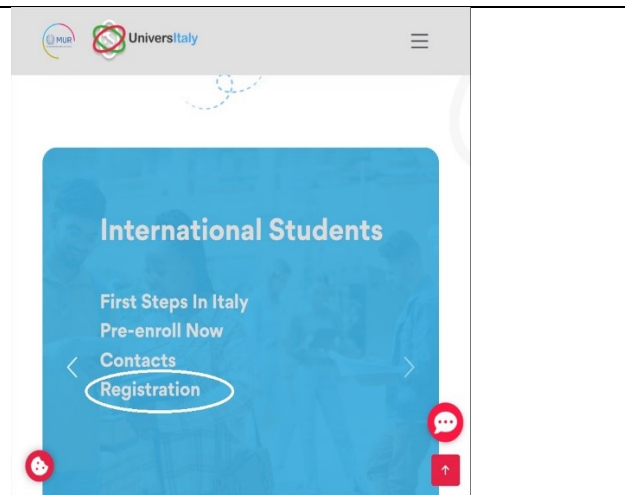 MUR
UniversItaly
International Students
First Steps In Italy
Pre-enroll Now
Contacts
Registration